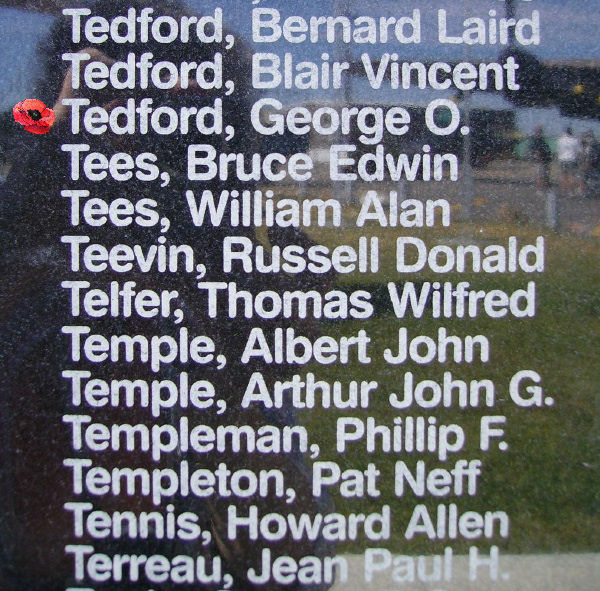 Tedford, Bernard Laird
Tedford, Blair Vincent
Tedford, George O.
Tees, Bruce Edwin
Tees, William Alan
Teevin, Russell Donald
Telfer, Thomas Wilfred
Temple, Albert John
Temple, Arthur John G.
Templeman, Phillip F.
Templeton, Pat Neff
Tennis, Howard Allen
Terreau, Jean Paul H.